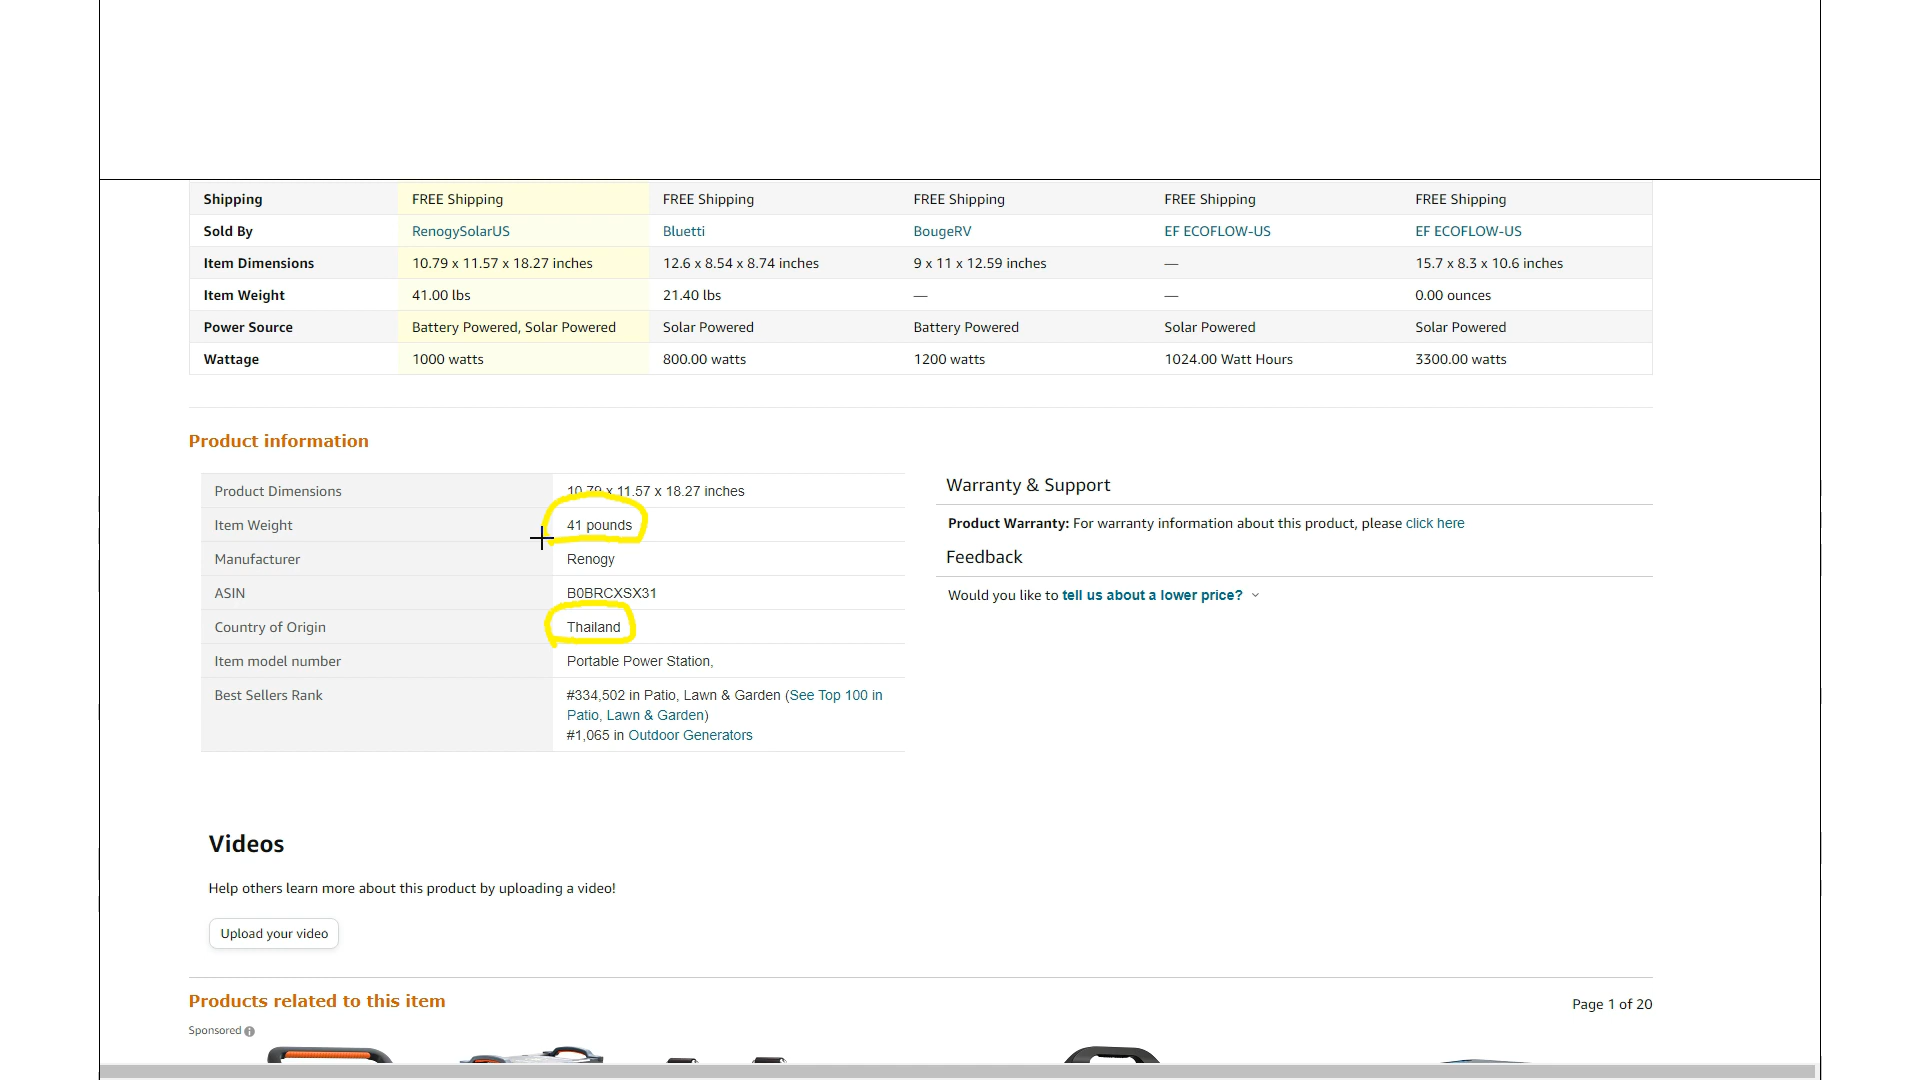 Shipping FREE Shipping FREE Shipping FREE Shipping FREE Shipping FREE Shipping
Sold By RenogySolarUS Bluetti BougeRV EF ECOFLOW-US EF ECOFLOW-US
Item Dimensions 10.79 x 11.57 x 18.27 inches 12.6 x 8.54 x 8.74 inches 9 x 11 x 12.59 inches — 15.7 x 8.3 x 10.6 inches
Item Weight 41.00 lbs 21.40 lbs — — 0.00 ounces
Power Source Battery Powered, Solar Powered Solar Powered Battery Powered Solar Powered Solar Powered
Wattage 1000 watts 800.00 watts 1200 watts 1024.00 Watt Hours 3300.00 watts
Product information
Product Dimensions 10.79 x 11.57 x 18.27 inches
Item Weight 41 pounds
Manufacturer Renogy
ASIN B0BRCXSX31
Country of Origin Thailand
Item model number Portable Power Station,
Best Sellers Rank #334,502 in Patio, Lawn & Garden (See Top 100 in
Patio, Lawn & Garden)
#1,065 in Outdoor Generators
Warranty & Support
Product Warranty: For warranty information about this product, please click here
Feedback
Would you like to tell us about a lower price?
Videos
Help others learn more about this product by uploading a video!
Upload your video
Products related to this item
Page 1 of 20
Sponsored